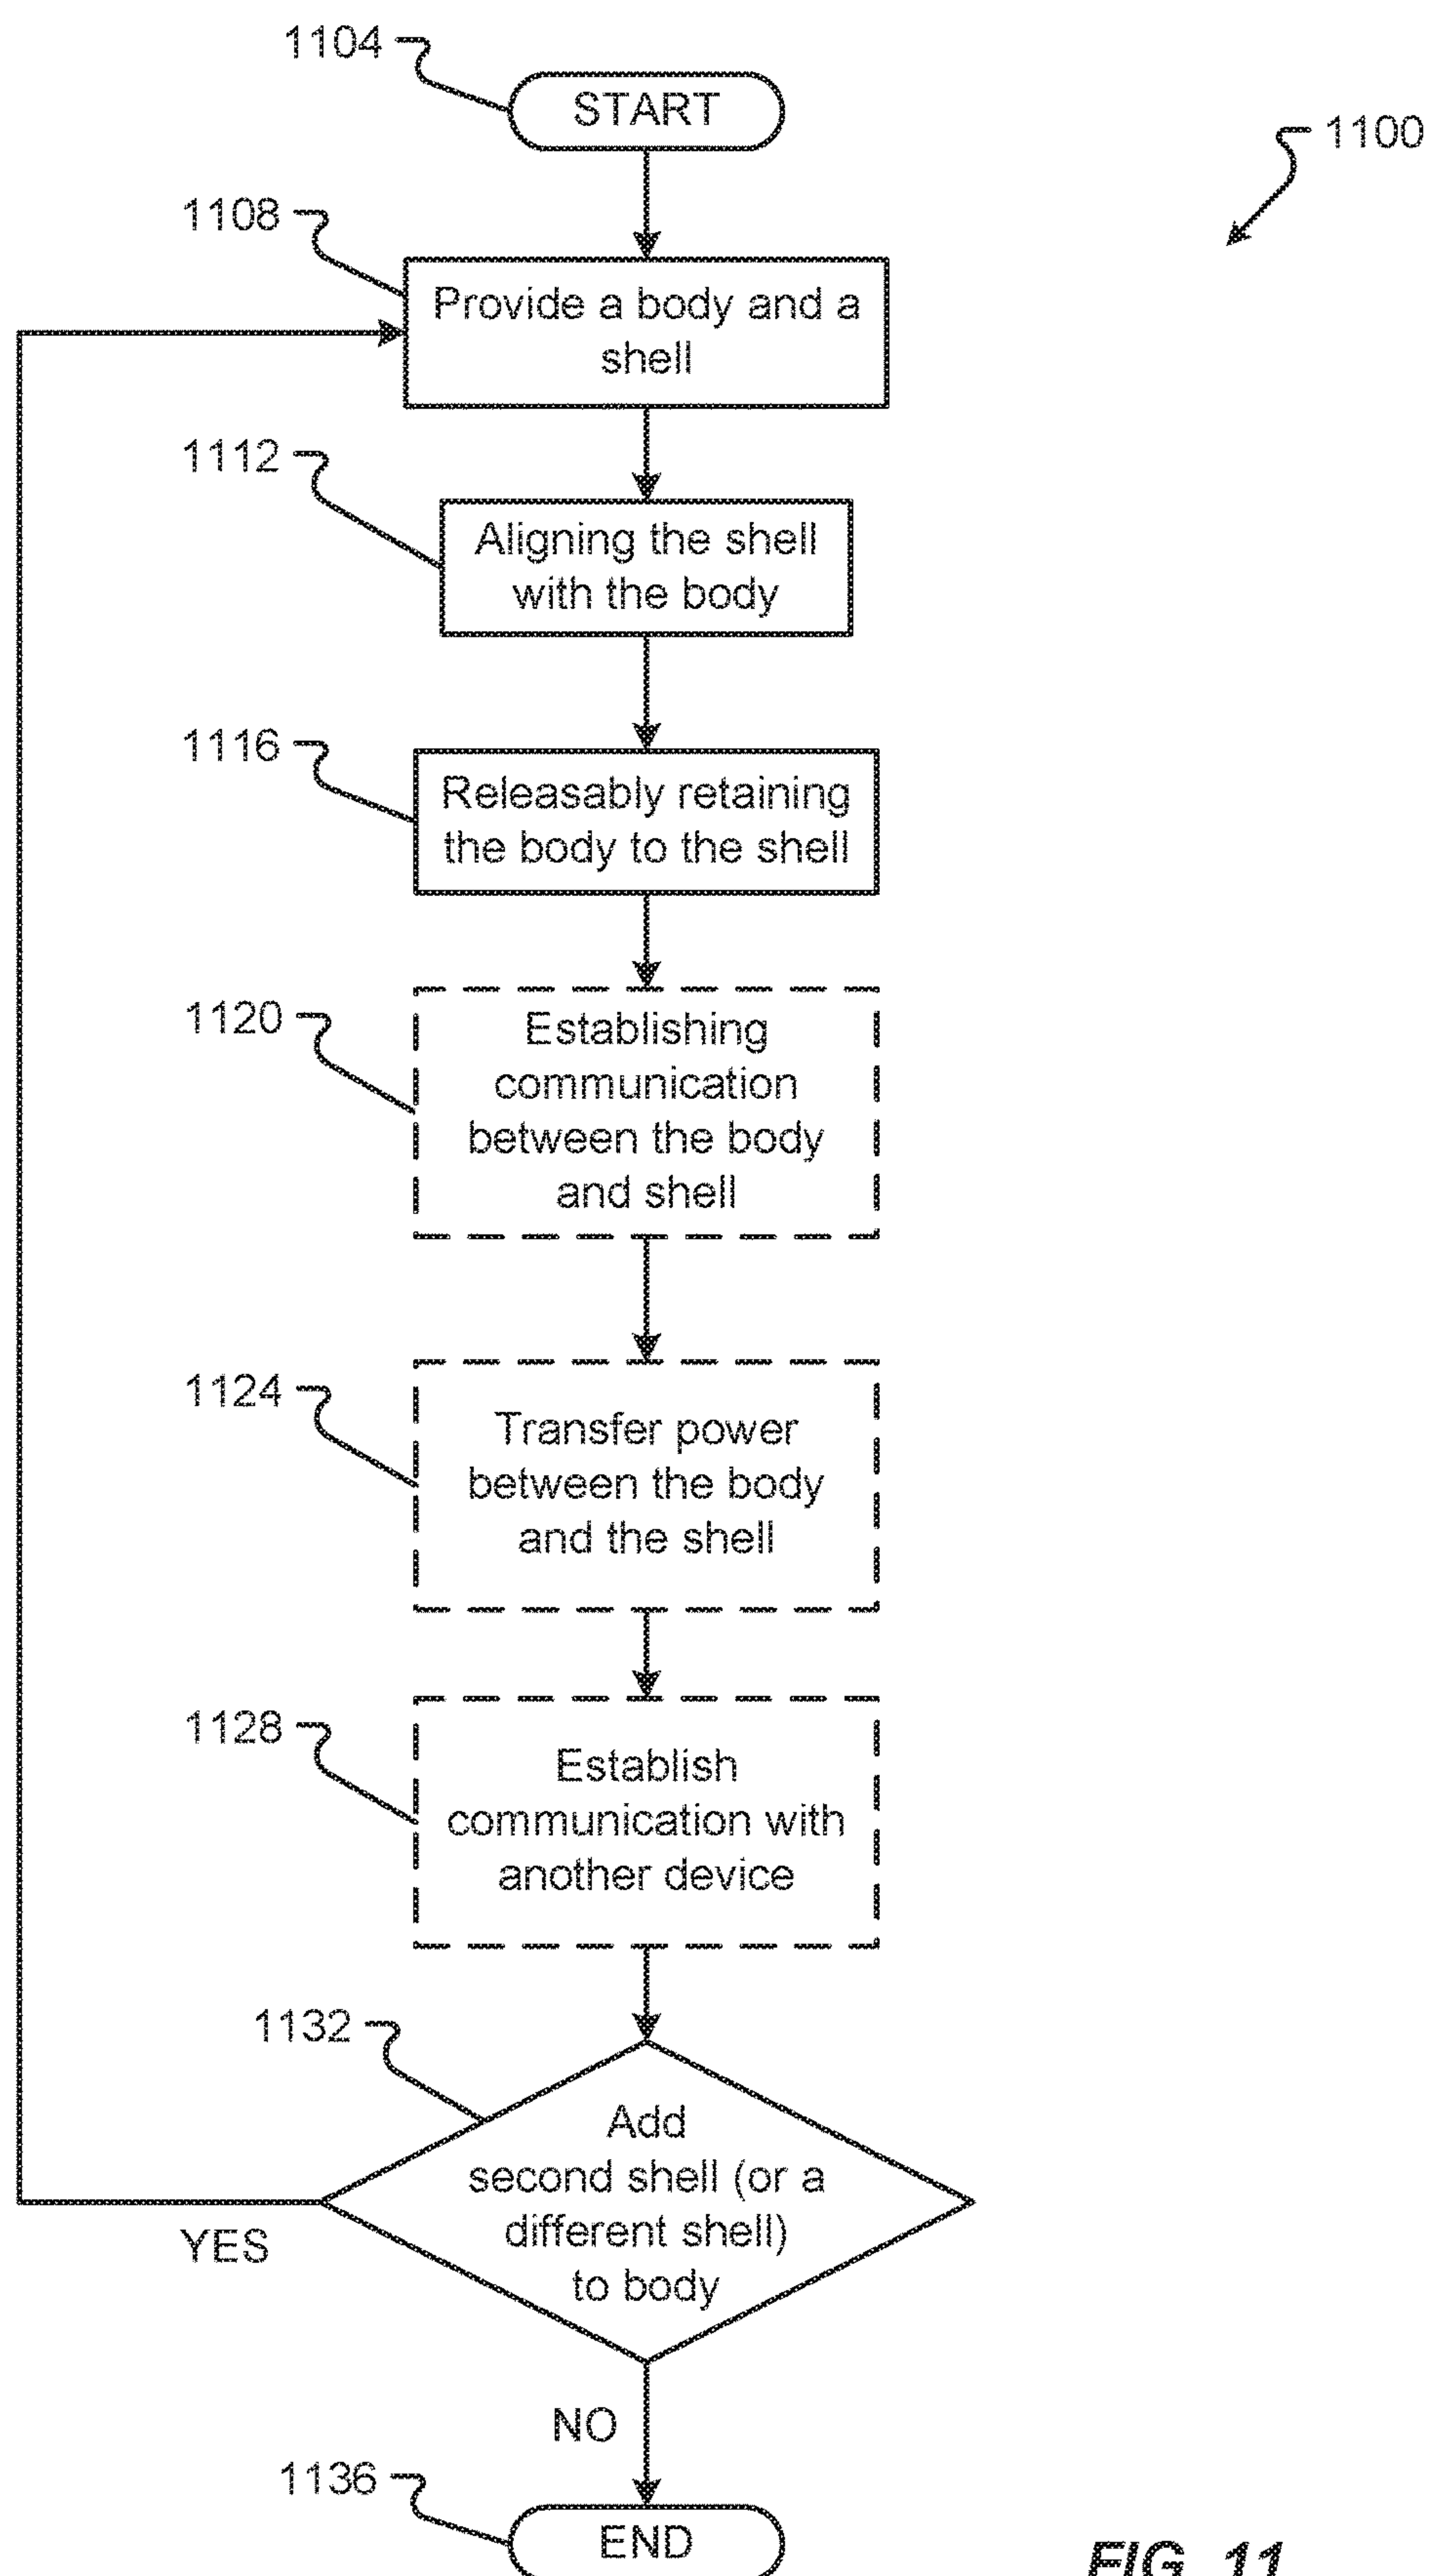 1104
START
1100
1108
Provide a body and a
shell
1112
Aligning the shell
with the body
1116
Releasably retaining
the body to the shell
1120
Establishing
communication
between the body
and shell
1124
Transfer power
between the body
and the shell
1128
Establish
communication with
another device
1132
Add
second shell (or a
different shell)
to body
YES
NO
1136
END
FIG. 11